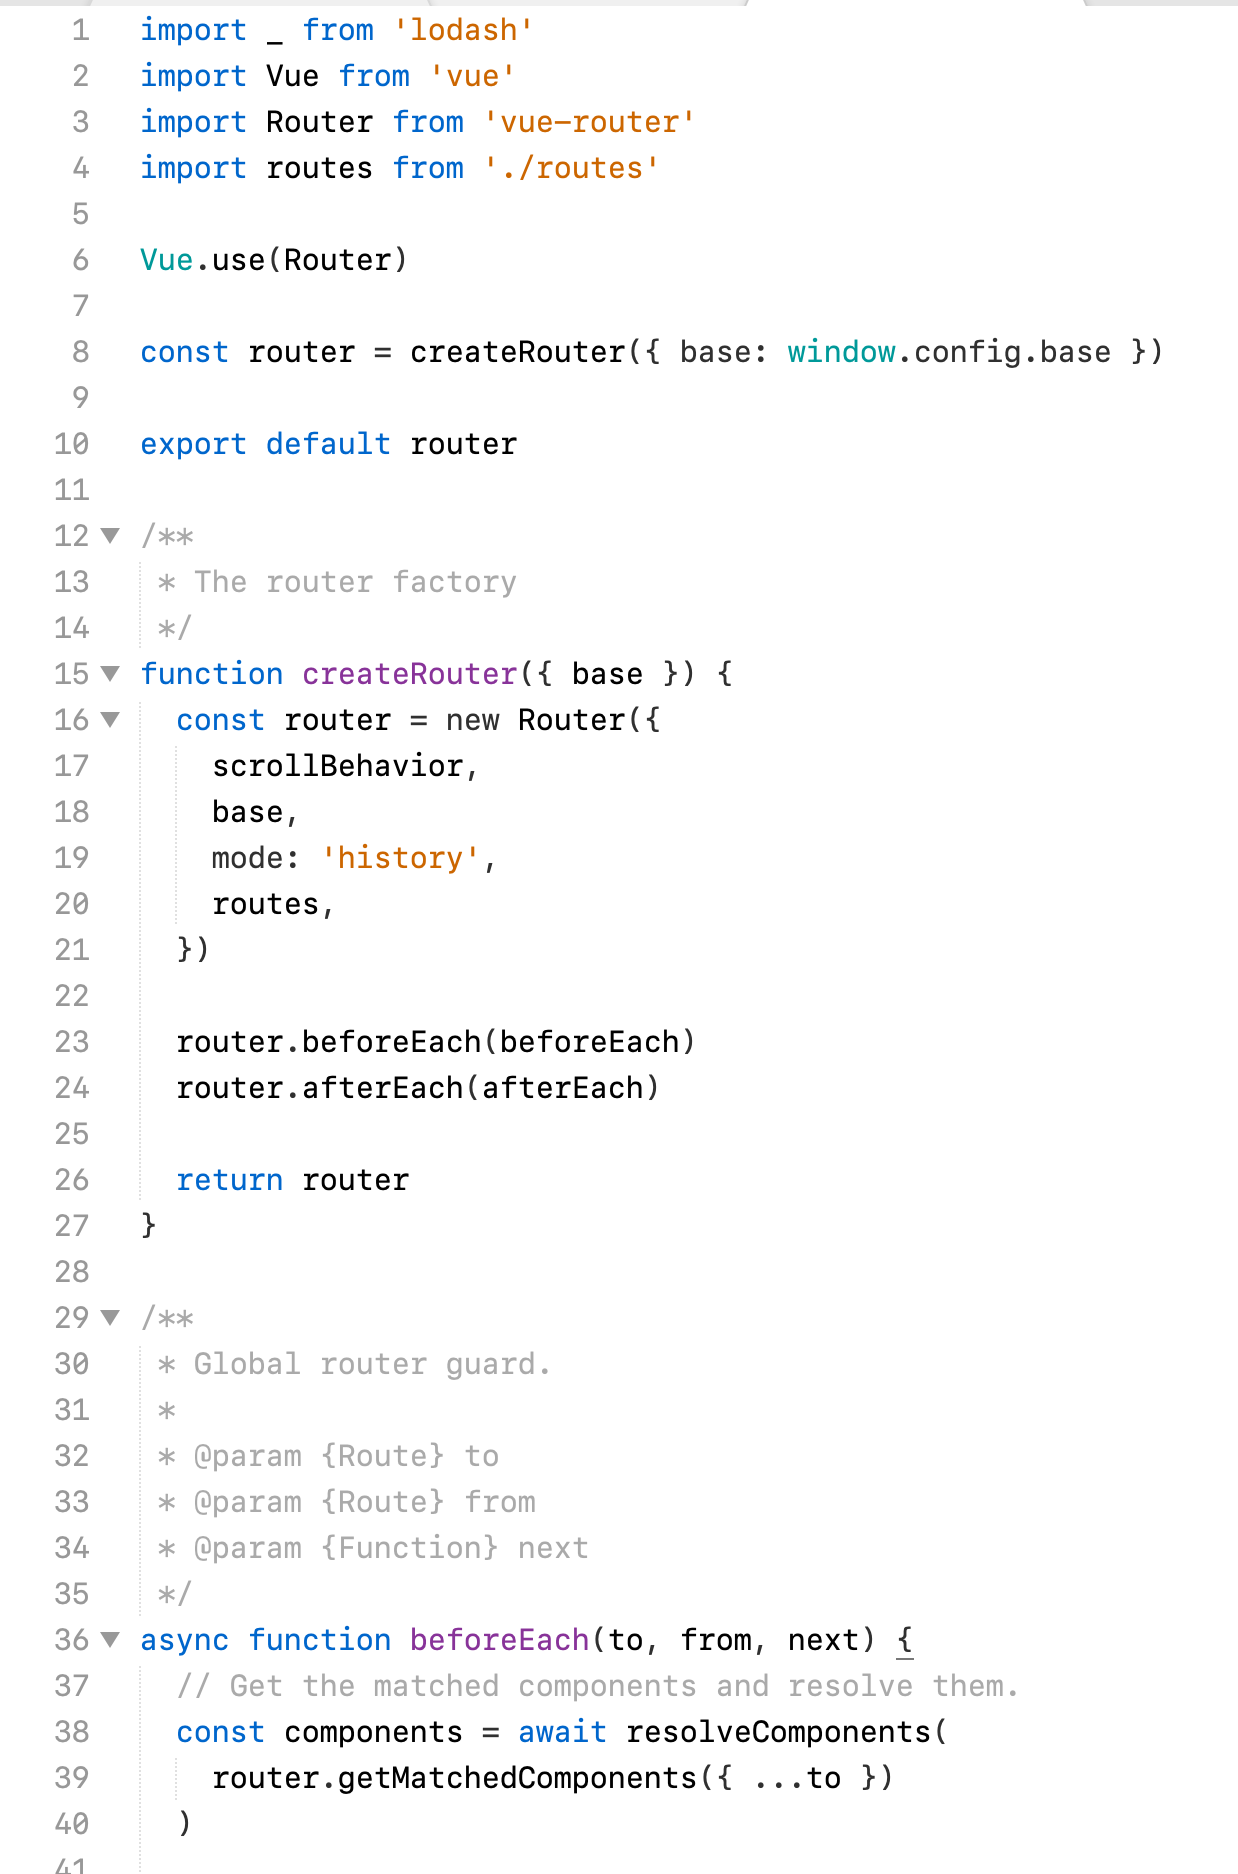 1 import _ from 'lodash'
2 import Vue from 'vue'
3 import Router from 'vue-router'
4 import routes from './routes'
5
6 Vue.use(Router)
7
8 const router = createRouter({ base: window.config.base })
9
10 export default router
11
12 /**
13  * The router factory
14  */
15 function createRouter({ base }) {
16   const router = new Router({
17     scrollBehavior,
18     base,
19     mode: 'history',
20     routes,
21   })
22
23   router.beforeEach(beforeEach)
24   router.afterEach(afterEach)
25
26   return router
27 }
28
29 /**
30  * Global router guard.
31  *
32  * @param {Route} to
33  * @param {Route} from
34  * @param {Function} next
35  */
36 async function beforeEach(to, from, next) {
37   // Get the matched components and resolve them.
38   const components = await resolveComponents(
39     router.getMatchedComponents({ ...to })
40   )
41